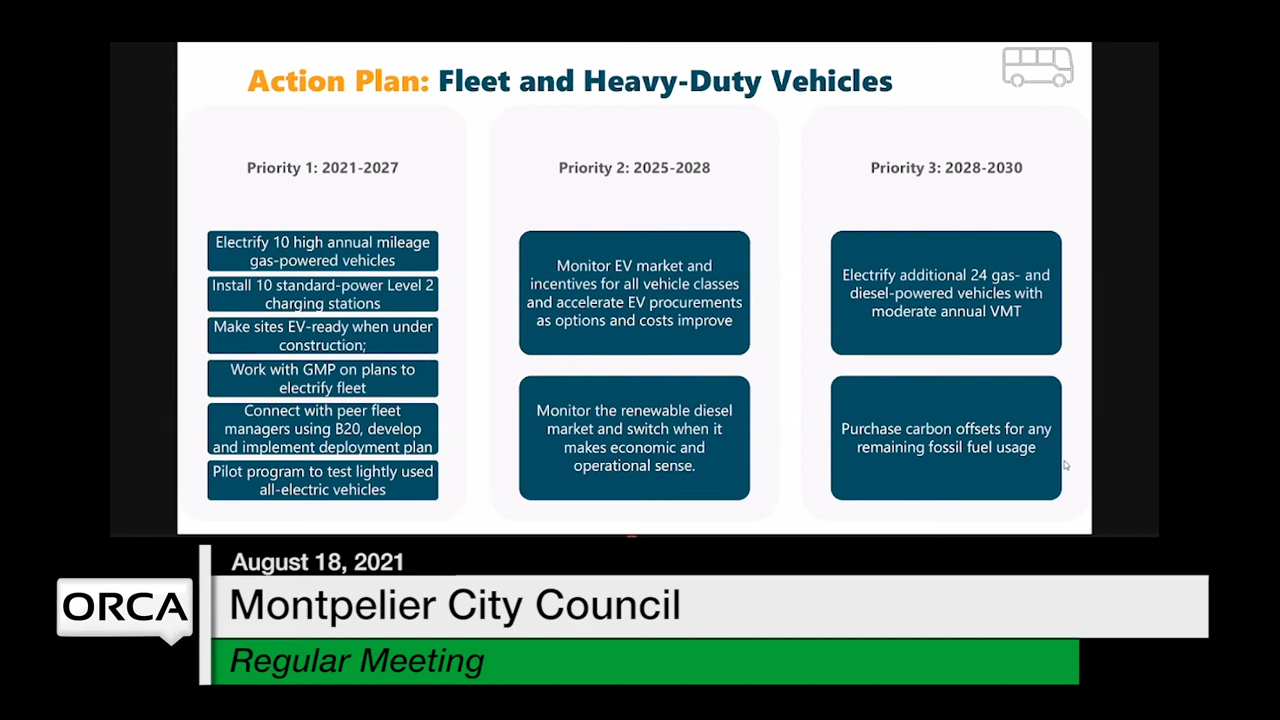 Action Plan: Fleet and Heavy-Duty Vehicles
Priority 1: 2021-2027
Electrify 10 high annual mileage
gas-powered vehicles
Install 10 standard-power Level 2
charging stations
Make sites EV-ready when under
construction;
Work with GMP on plans to
electrify fleet
Connect with peer fleet
managers using B20, develop
and implement deployment plan
Pilot program to test lightly used
all-electric vehicles
Priority 2: 2025-2028
Monitor EV market and
incentives for all vehicle classes
and accelerate EV procurements
as options and costs improve
Monitor the renewable diesel
market and switch when it
makes economic and
operational sense.
Priority 3: 2028-2030
Electrify additional 24 gas- and
diesel-powered vehicles with
moderate annual VMT
Purchase carbon offsets for any
remaining fossil fuel usage
August 18, 2021
ORCA
Montpelier City Council
Regular Meeting